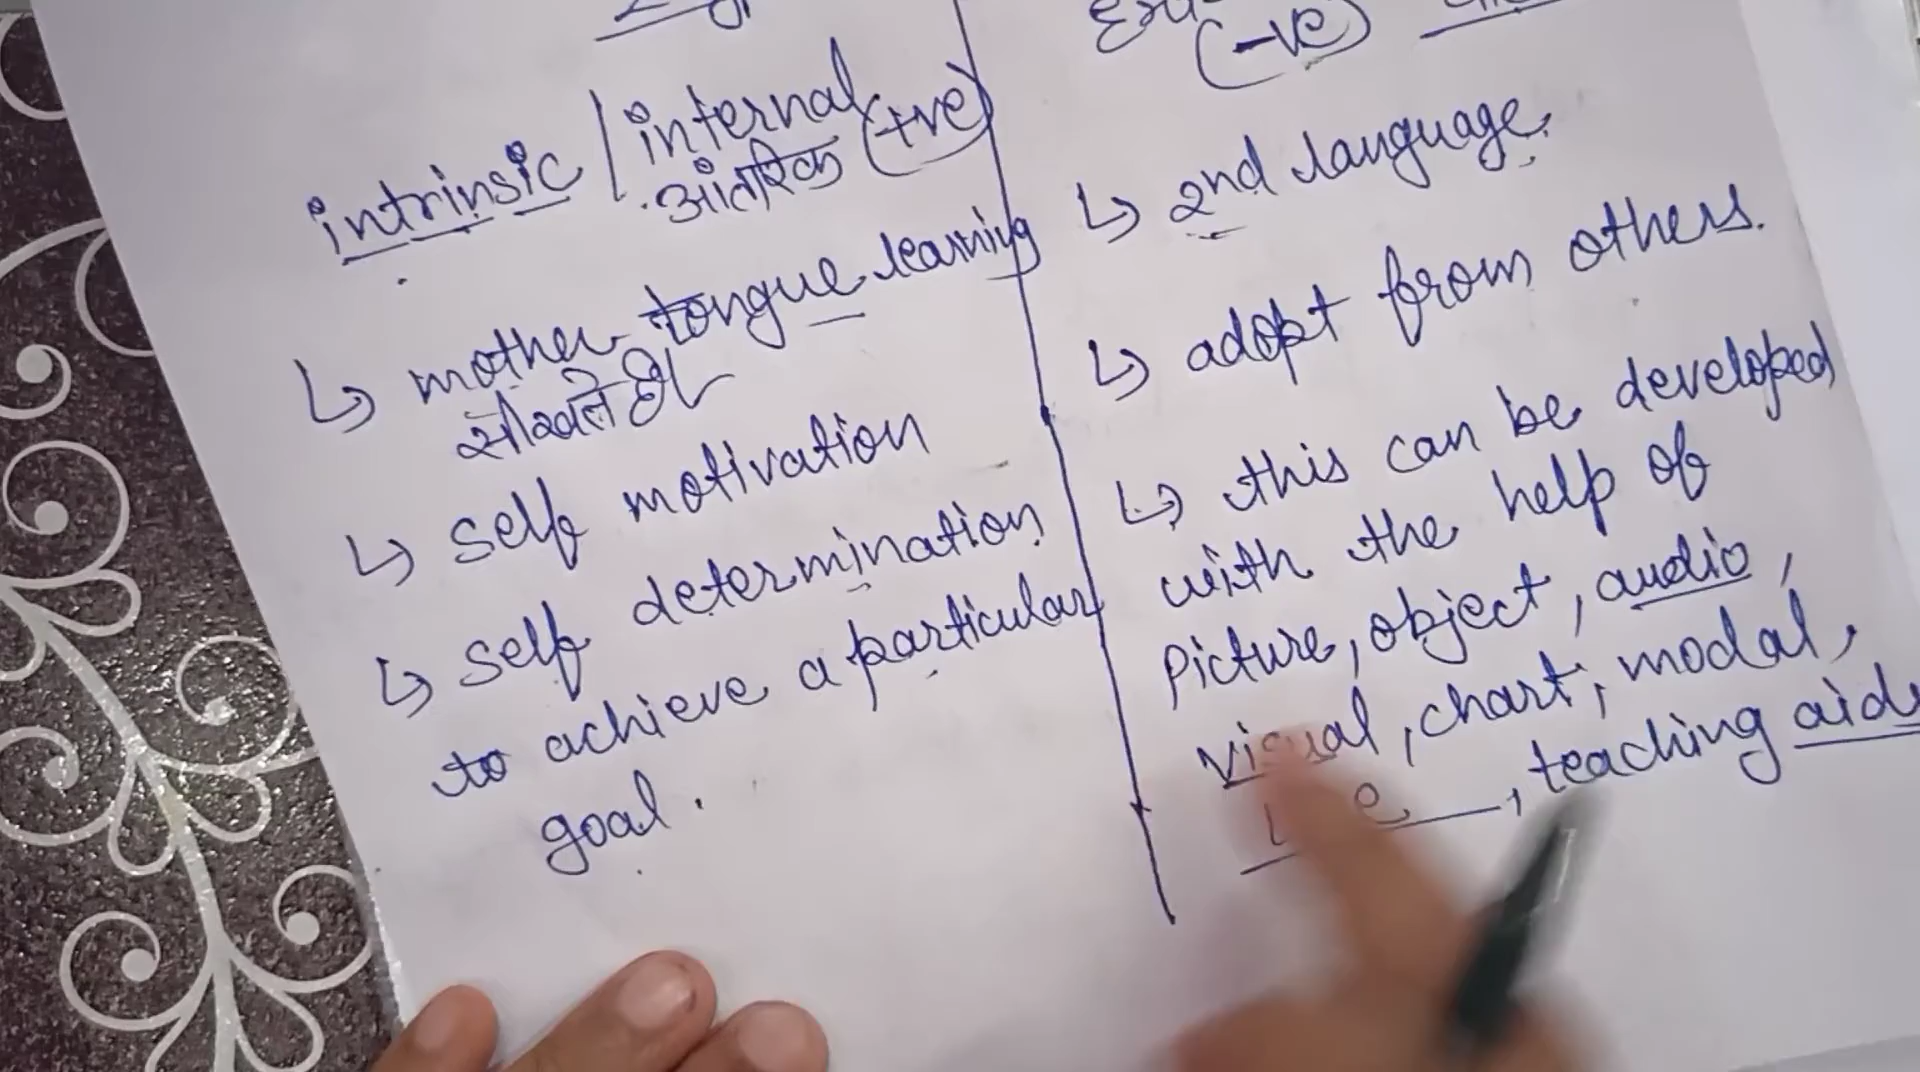 (-ve)
intrinsic / internal (+ve)
आंतरिक
↳ mother tongue learning
सीखते है
↳ self motivation
↳ self determination
to achieve a particular
goal.
↳ 2nd language.
↳ adopt from others.
↳ this can be developed
with the help of
picture, object, audio,
visual, chart, modal,
, teaching aids